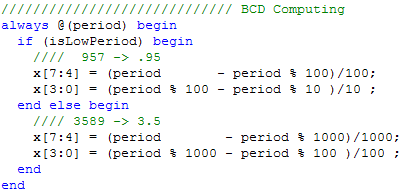 ////////////////////////////// BCD Computing
always @(period) begin
  if (isLowPeriod) begin
    ////  957 -> .95
    x[7:4] = (period       - period % 100)/100;
    x[3:0] = (period % 100 - period % 10 )/10 ;
  end else begin
    //// 3589 -> 3.5
    x[7:4] = (period        - period % 1000)/1000;
    x[3:0] = (period % 1000 - period % 100 )/100 ;
  end
end